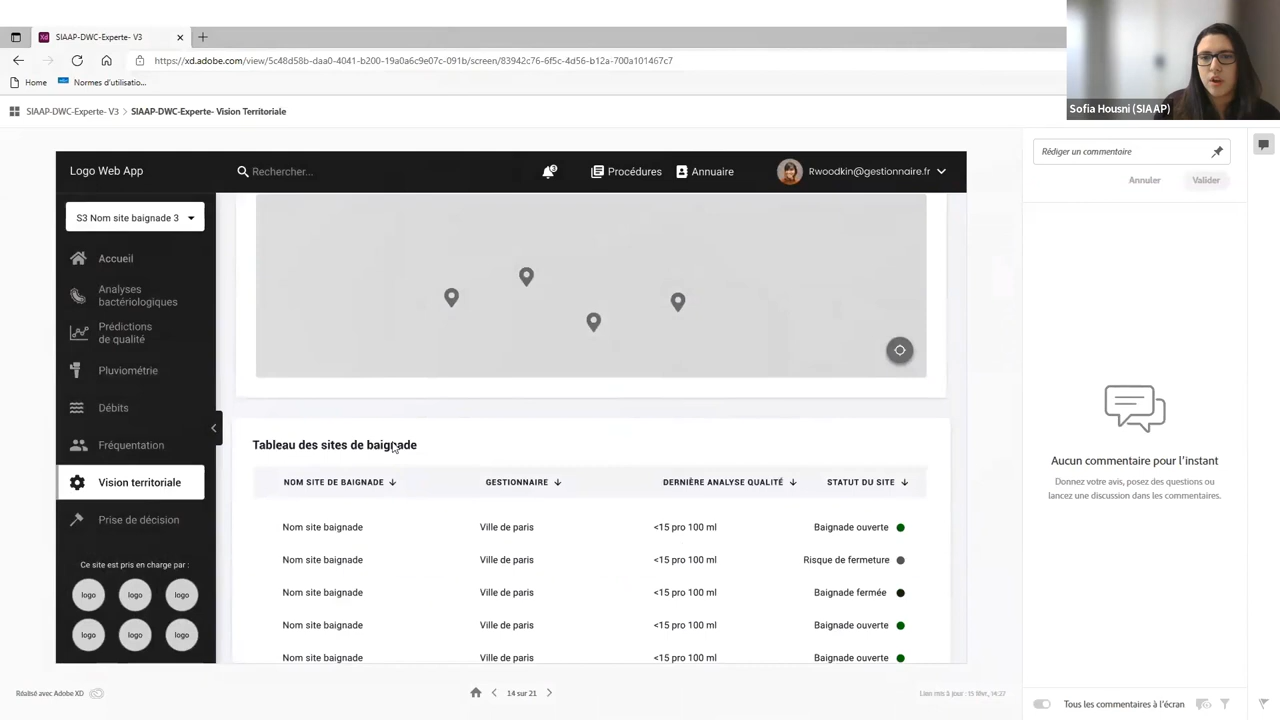 SIAAP-DWC-Experte- V3
https://xd.adobe.com/view/5c48d58b-daa0-4041-b200-19a0a6c9e07c-091b/screen/83942c76-6f5c-4d56-b12a-700a101467c7
Home
Normes d'utilisatio...
SIAAP-DWC-Experte- V3 > SIAAP-DWC-Experte- Vision Territoriale
Sofia Housni (SIAAP)
Logo Web App
Rechercher...
3
Procédures
Annuaire
Rwoodkin@gestionnaire.fr
S3 Nom site baignade 3
Accueil
Analyses
bactériologiques
Prédictions
de qualité
Pluviométrie
Débits
Fréquentation
Vision territoriale
Prise de décision
Ce site est pris en charge par :
logo logo logo
logo logo logo
Tableau des sites de baignade
NOM SITE DE BAIGNADE GESTIONNAIRE DERNIÈRE ANALYSE QUALITÉ STATUT DU SITE
Nom site baignade Ville de paris <15 pro 100 ml Baignade ouverte
Nom site baignade Ville de paris <15 pro 100 ml Risque de fermeture
Nom site baignade Ville de paris <15 pro 100 ml Baignade fermée
Nom site baignade Ville de paris <15 pro 100 ml Baignade ouverte
Nom site baignade Ville de paris <15 pro 100 ml Baignade ouverte
Rédiger un commentaire
Annuler
Valider
Aucun commentaire pour l'instant
Donnez votre avis, posez des questions ou
lancez une discussion dans les commentaires.
Réalisé avec Adobe XD
14 sur 21
Lien mis à jour : 15 févr., 14:27
Tous les commentaires à l'écran